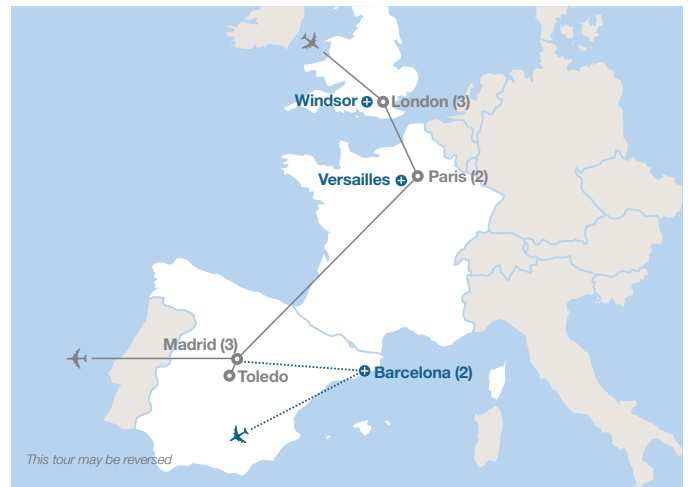 Windsor
London (3)
Versailles
Paris (2)
Madrid (3)
Toledo
Barcelona (2)
This tour may be reversed